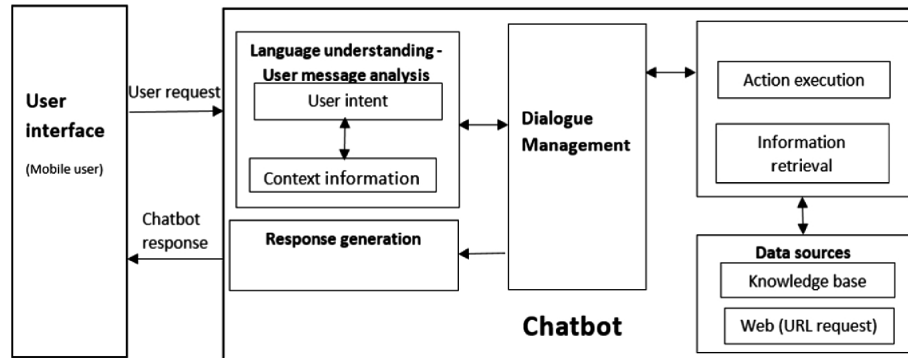 User
interface
(Mobile user)
User request
Chatbot
response
Language understanding -
User message analysis
User intent
Context information
Response generation
Dialogue
Management
Action execution
Information
retrieval
Data sources
Knowledge base
Web (URL request)
Chatbot